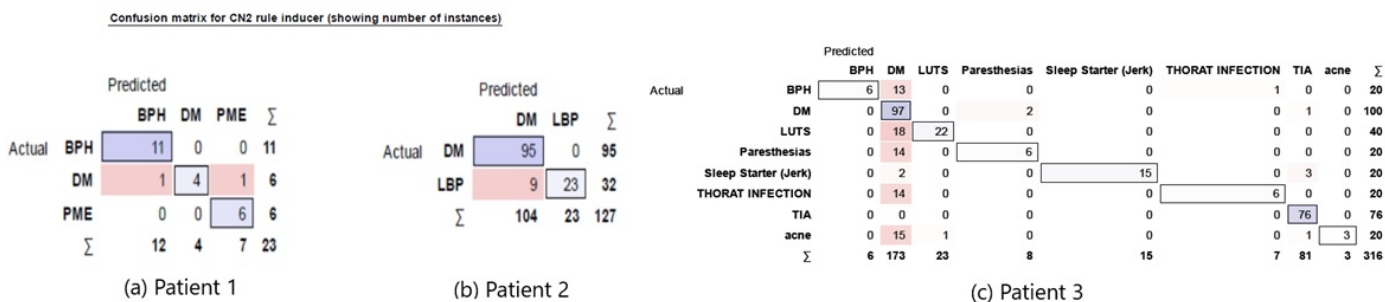 Confusion matrix for CN2 rule inducer (showing number of instances)
Predicted
BPH DM PME ∑
Actual BPH 11 0 0 11
DM 1 4 1 6
PME 0 0 6 6
∑ 12 4 7 23
(a) Patient 1
Predicted
DM LBP ∑
Actual DM 95 0 95
LBP 9 23 32
∑ 104 23 127
(b) Patient 2
Predicted
BPH DM LUTS Paresthesias Sleep Starter (Jerk) THORAT INFECTION TIA acne ∑
Actual BPH 6 13 0 0 0 1 0 0 20
DM 0 97 0 2 0 0 1 0 100
LUTS 0 18 22 0 0 0 0 0 40
Paresthesias 0 14 0 6 0 0 0 0 20
Sleep Starter (Jerk) 0 2 0 0 15 0 3 0 20
THORAT INFECTION 0 14 0 0 0 6 0 0 20
TIA 0 0 0 0 0 0 76 0 76
acne 0 15 1 0 0 0 1 3 20
∑ 6 173 23 8 15 7 81 3 316
(c) Patient 3